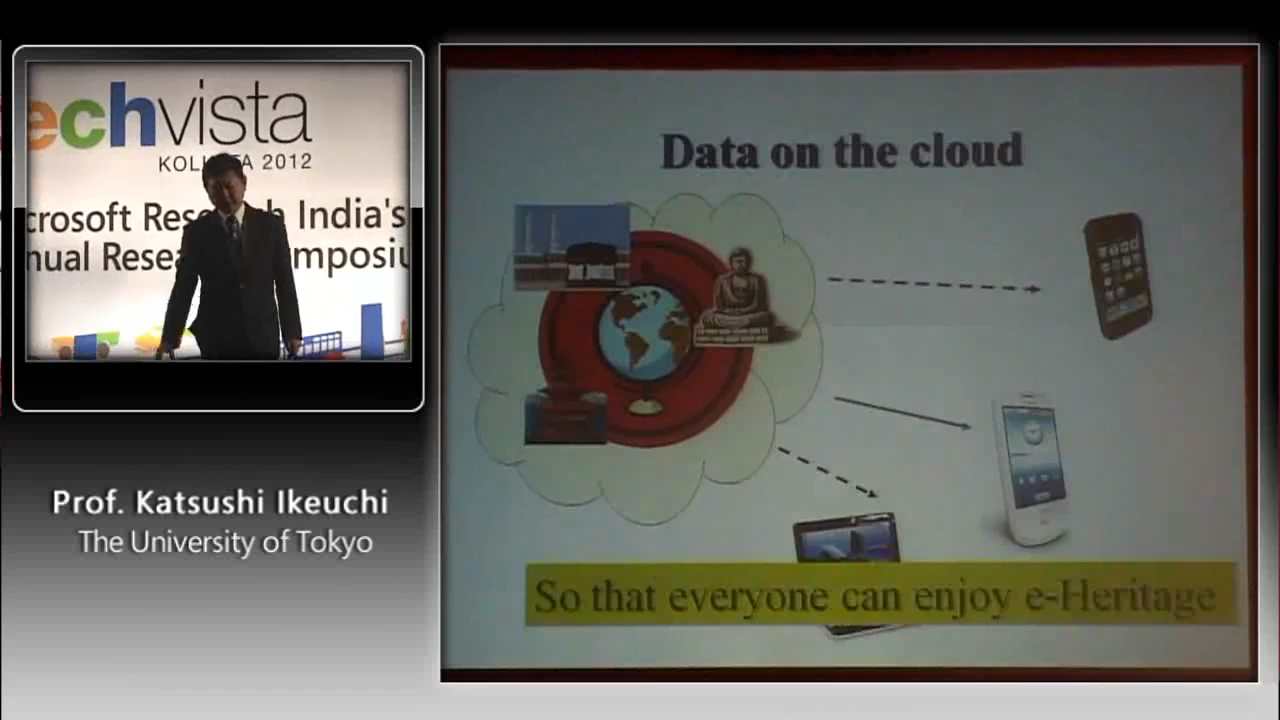 echvista
KOLKATA 2012
crosoft Research India's
nual Research Symposiu
Prof. Katsushi Ikeuchi
The University of Tokyo
Data on the cloud
So that everyone can enjoy e-Heritage